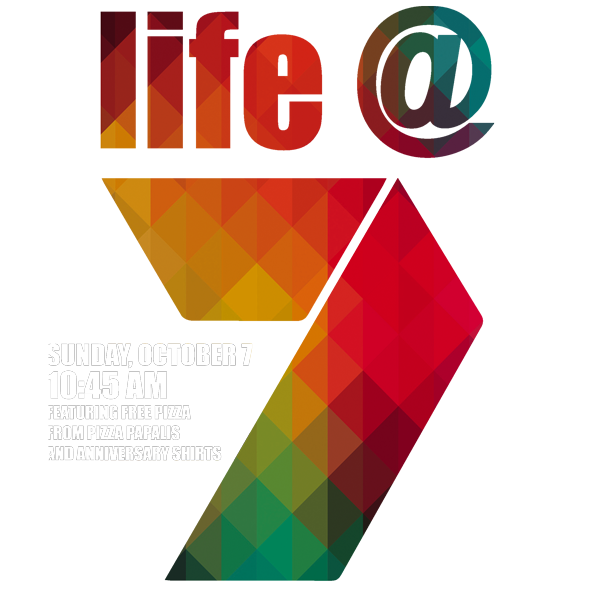 life @
7
SUNDAY, OCTOBER 7
10:45 AM
FEATURING FREE PIZZA
FROM PIZZA PAPALIS
AND ANNIVERSARY SHIRTS